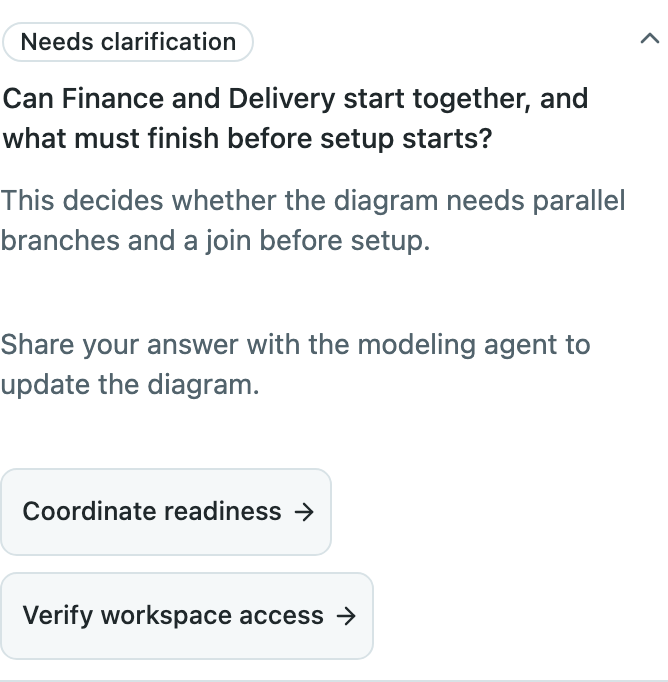 Needs clarification
Can Finance and Delivery start together, and
what must finish before setup starts?
This decides whether the diagram needs parallel
branches and a join before setup.
Share your answer with the modeling agent to
update the diagram.
Coordinate readiness →
Verify workspace access →